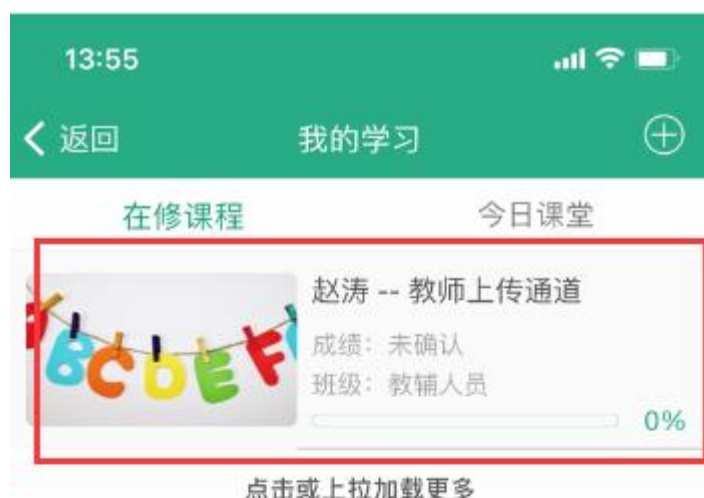 13:55
返回 我的学习
在修课程 今日课堂
赵涛 -- 教师上传通道
成绩：未确认
班级：教辅人员
0%
BCDEF
点击或上拉加载更多